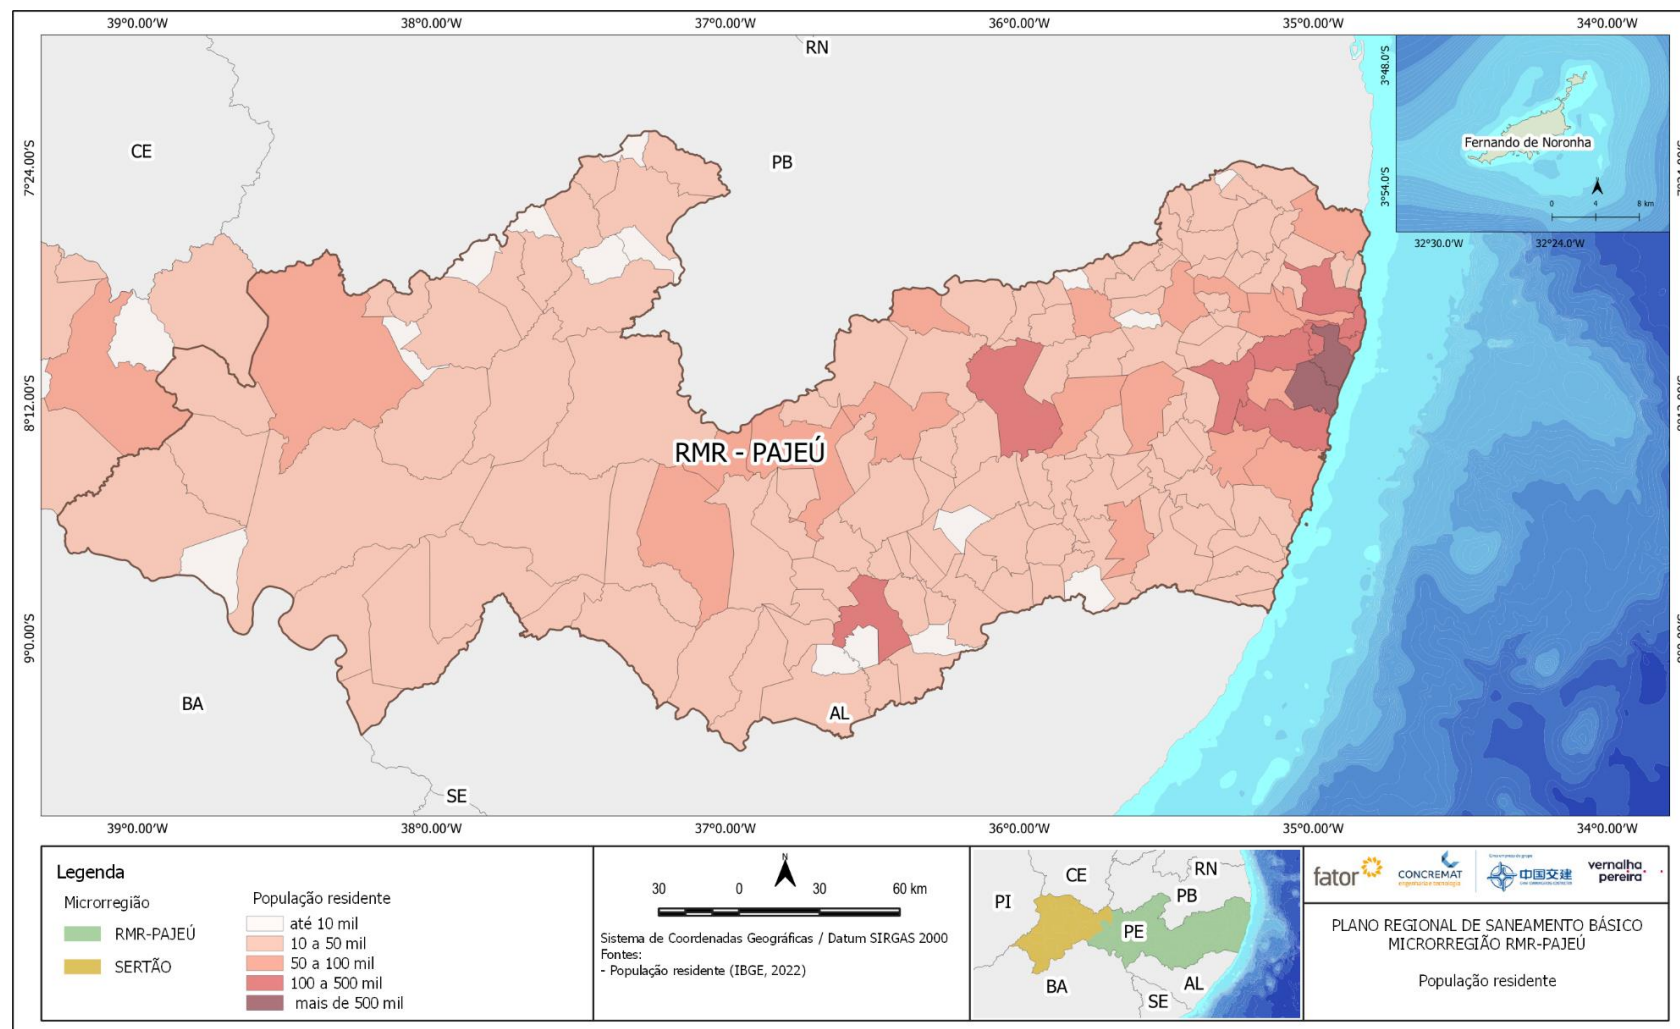 39°0.00'W 38°0.00'W 37°0.00'W 36°0.00'W 35°0.00'W 34°0.00'W
RN
CE
PB
7°24.00'S
3°48.0'S
3°54.0'S
Fernando de Noronha
N
0 4 8 km
32°30.0'W 32°24.0'W
8°12.00'S
RMR - PAJEÚ
9°0.00'S
BA
AL
SE
39°0.00'W 38°0.00'W 37°0.00'W 36°0.00'W 35°0.00'W 34°0.00'W
Legenda
Microrregião
RMR-PAJEÚ
SERTÃO
População residente
até 10 mil
10 a 50 mil
50 a 100 mil
100 a 500 mil
mais de 500 mil
N
30 0 30 60 km
Sistema de Coordenadas Geográficas / Datum SIRGAS 2000
Fontes:
- População residente (IBGE, 2022)
RN
CE
PI
PB
PE
BA
AL
SE
fator
CONCREMAT
中国交建
vernalha
pereira
PLANO REGIONAL DE SANEAMENTO BÁSICO
MICRORREGIÃO RMR-PAJEÚ
População residente